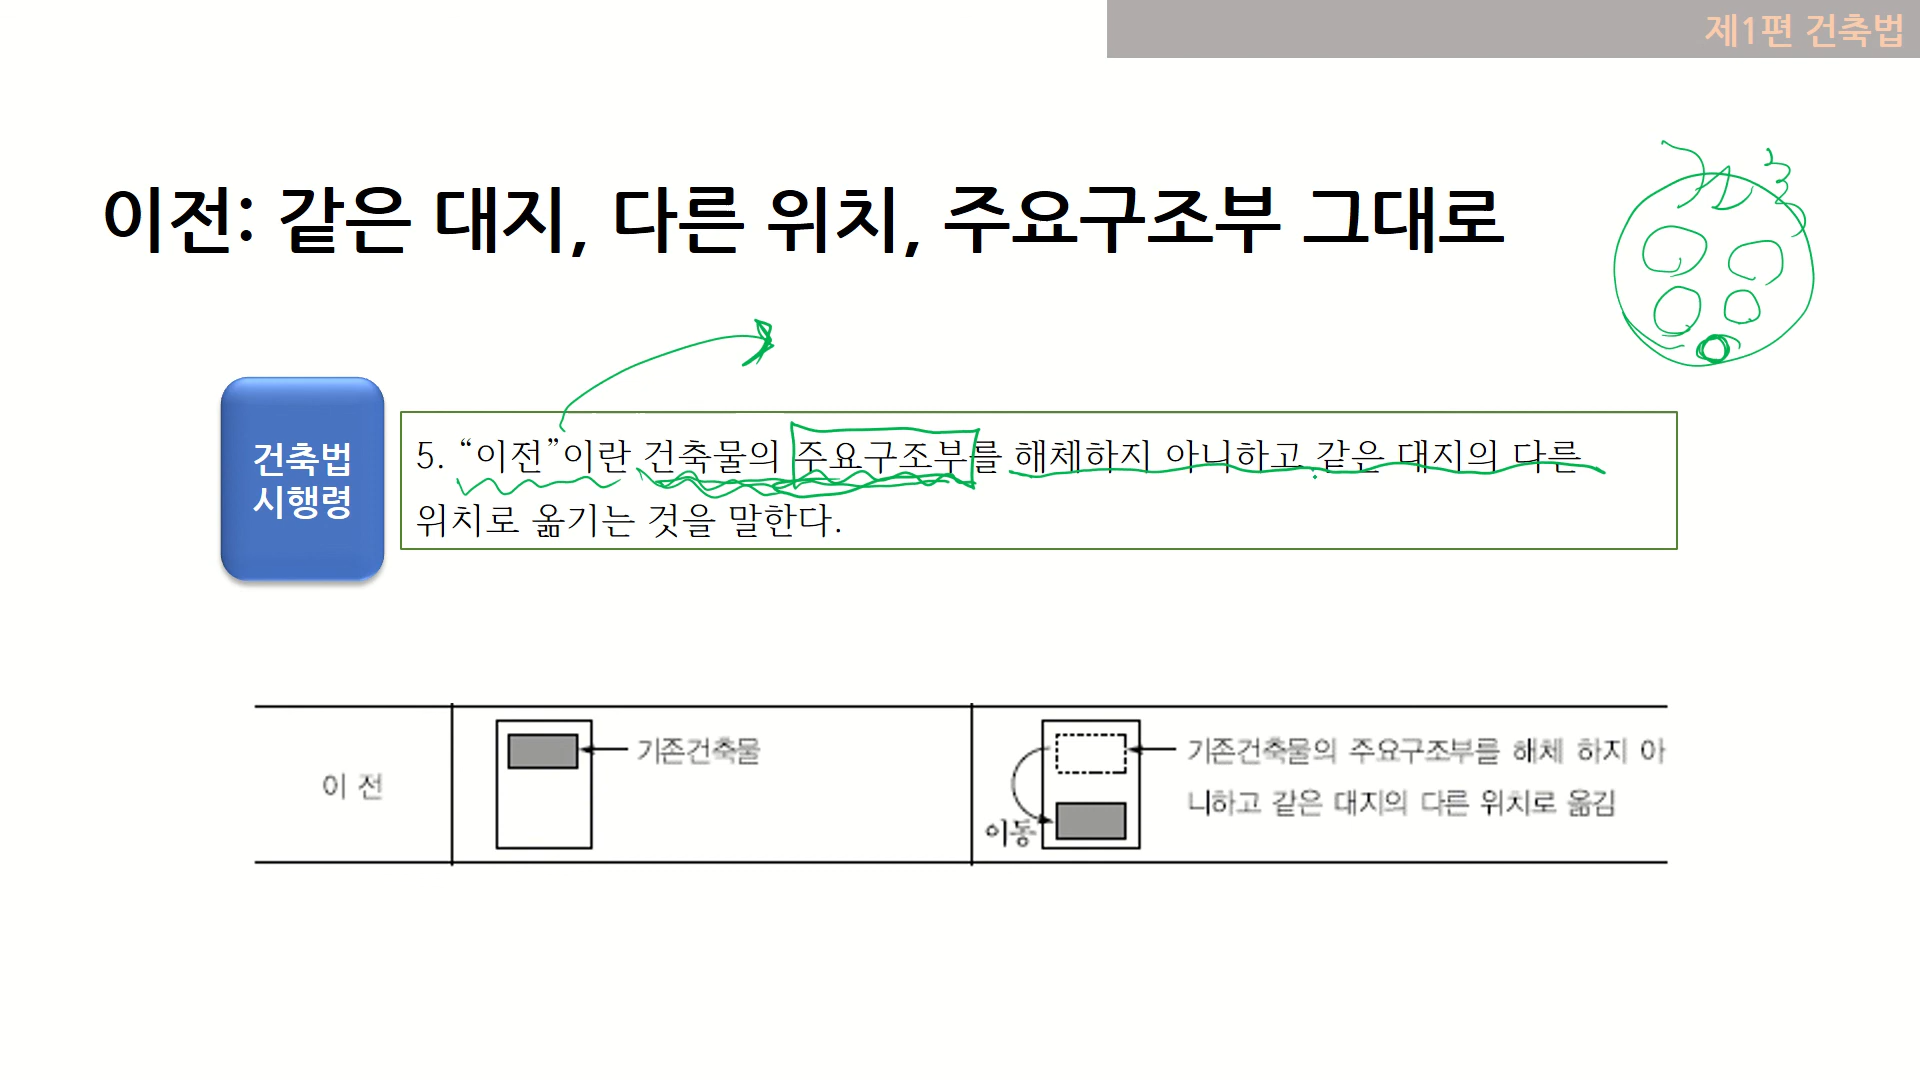 제1편 건축법
이전: 같은 대지, 다른 위치, 주요구조부 그대로
건축법
시행령
5. “이전”이란 건축물의 주요구조부를 해체하지 아니하고 같은 대지의 다른
위치로 옮기는 것을 말한다.
이 전
기존건축물
이동
기존건축물의 주요구조부를 해체 하지 아
니하고 같은 대지의 다른 위치로 옮김